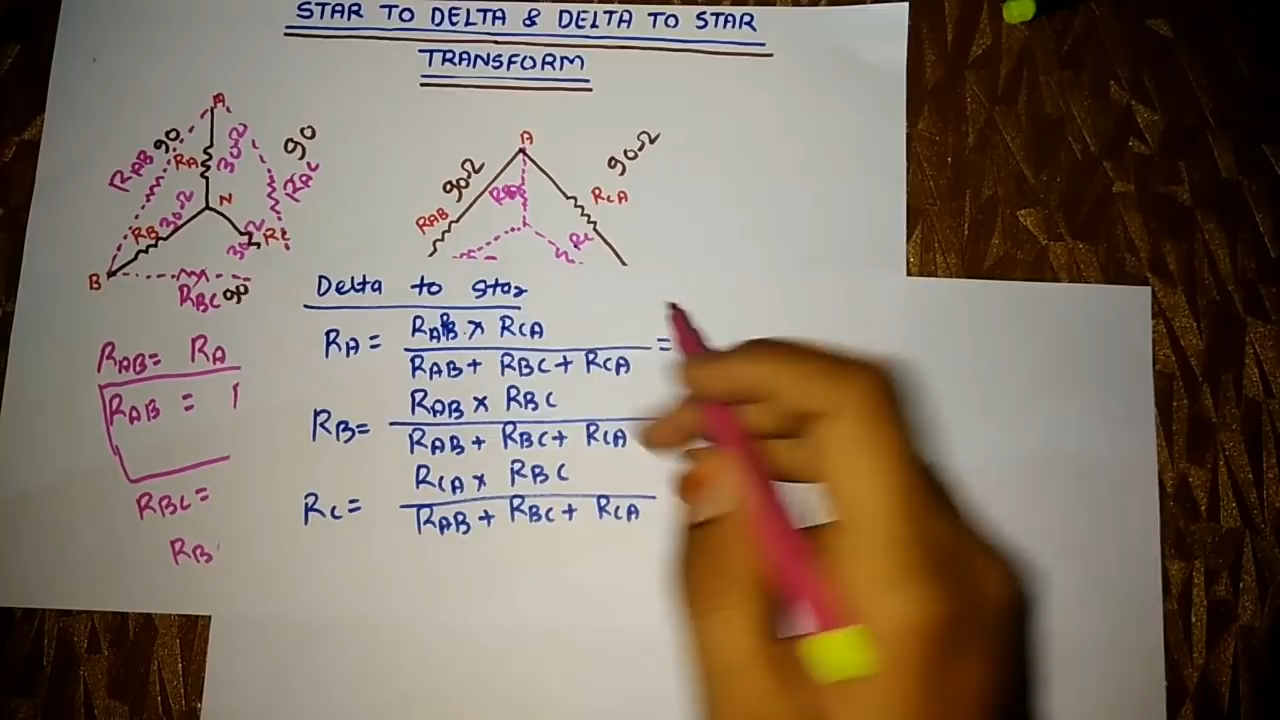 STAR TO DELTA & DELTA TO STAR
TRANSFORM
A
90
RAB
RA
30Ω
90
RAC
N
RB
30Ω
30Ω
RC
B
RBC 90
A
90Ω
90Ω
RAB
RCA
RC
Delta to star
RA = RAB × RCA
RAB + RBC + RCA
=
RB = RAB × RBC
RAB + RBC + RCA
RC = RCA × RBC
RAB + RBC + RCA
RAB = RA
RAB =
RBC =
RB